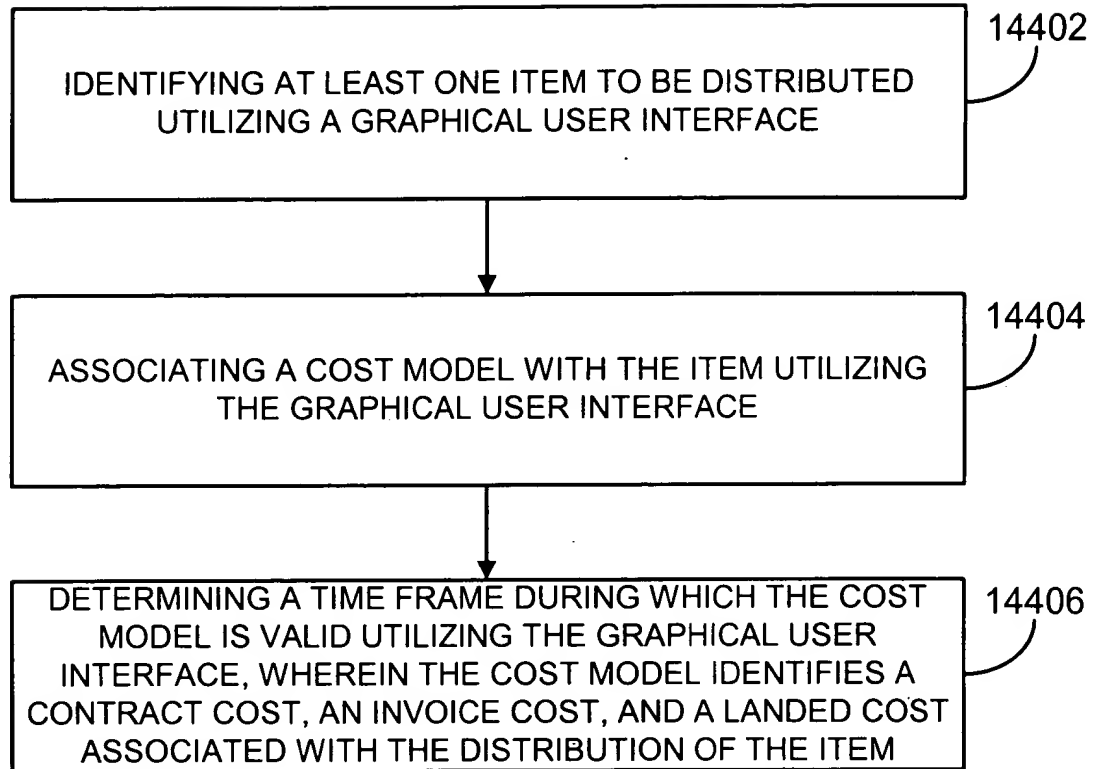 14402
IDENTIFYING AT LEAST ONE ITEM TO BE DISTRIBUTED
UTILIZING A GRAPHICAL USER INTERFACE
14404
ASSOCIATING A COST MODEL WITH THE ITEM UTILIZING
THE GRAPHICAL USER INTERFACE
14406
DETERMINING A TIME FRAME DURING WHICH THE COST
MODEL IS VALID UTILIZING THE GRAPHICAL USER
INTERFACE, WHEREIN THE COST MODEL IDENTIFIES A
CONTRACT COST, AN INVOICE COST, AND A LANDED COST
ASSOCIATED WITH THE DISTRIBUTION OF THE ITEM